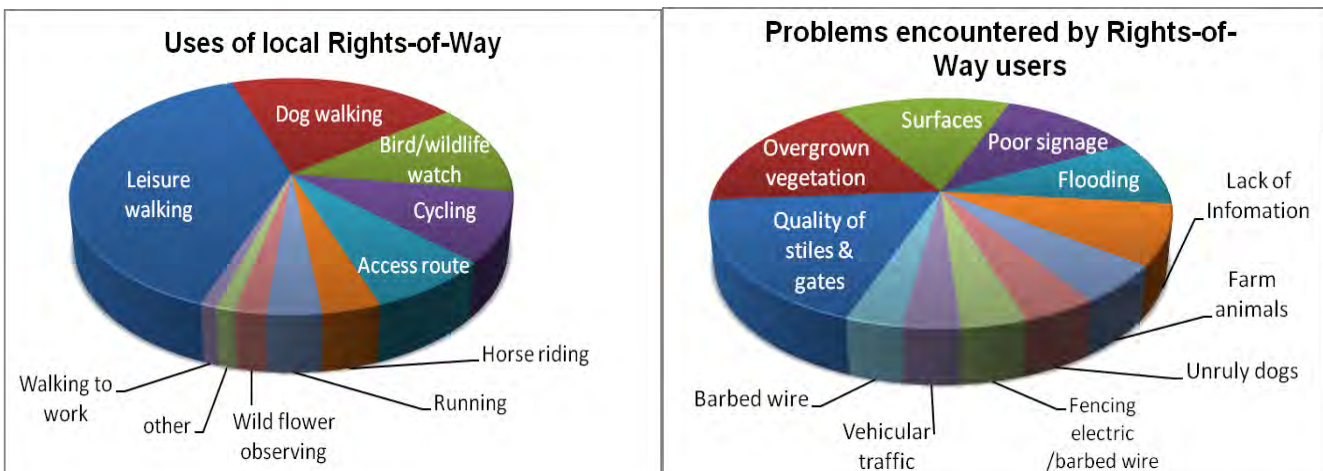 Uses of local Rights-of-Way
Dog walking
Bird/wildlife
watch
Leisure
walking
Cycling
Access route
Horse riding
Running
Wild flower
observing
other
Walking to
work
Problems encountered by Rights-of-
Way users
Surfaces
Poor signage
Overgrown
vegetation
Flooding
Lack of
Infomation
Quality of
stiles &
gates
Farm
animals
Unruly dogs
Fencing
electric
/barbed wire
Vehicular
traffic
Barbed wire